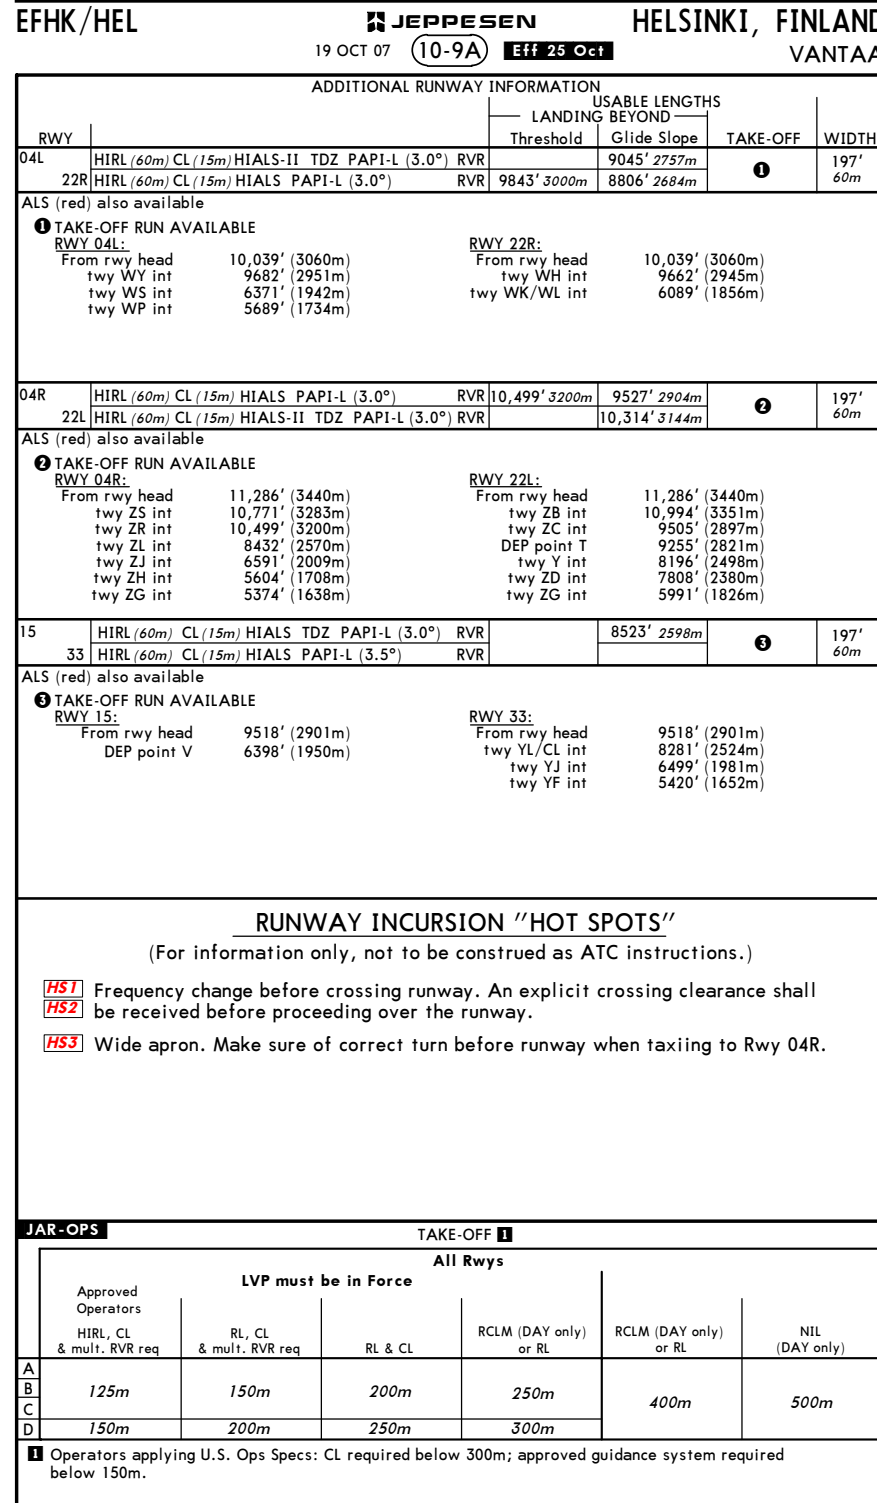 EFHK/HEL JEPPESEN HELSINKI, FINLAND
19 OCT 07 10-9A Eff 25 Oct VANTAA
ADDITIONAL RUNWAY INFORMATION
USABLE LENGTHS
LANDING BEYOND
RWY Threshold Glide Slope TAKE-OFF WIDTH
04L HIRL (60m) CL (15m) HIALS-II TDZ PAPI-L (3.0°) RVR 9045' 2757m ❶ 197'
22R HIRL (60m) CL (15m) HIALS PAPI-L (3.0°) RVR 9843' 3000m 8806' 2684m 60m
ALS (red) also available
❶ TAKE-OFF RUN AVAILABLE
RWY 04L: RWY 22R:
From rwy head 10,039' (3060m) From rwy head 10,039' (3060m)
twy WY int 9682' (2951m) twy WH int 9662' (2945m)
twy WS int 6371' (1942m) twy WK/WL int 6089' (1856m)
twy WP int 5689' (1734m)
04R HIRL (60m) CL (15m) HIALS PAPI-L (3.0°) RVR 10,499' 3200m 9527' 2904m ❷ 197'
22L HIRL (60m) CL (15m) HIALS-II TDZ PAPI-L (3.0°) RVR 10,314' 3144m 60m
ALS (red) also available
❷ TAKE-OFF RUN AVAILABLE
RWY 04R: RWY 22L:
From rwy head 11,286' (3440m) From rwy head 11,286' (3440m)
twy ZS int 10,771' (3283m) twy ZB int 10,994' (3351m)
twy ZR int 10,499' (3200m) twy ZC int 9505' (2897m)
twy ZL int 8432' (2570m) DEP point T 9255' (2821m)
twy ZJ int 6591' (2009m) twy Y int 8196' (2498m)
twy ZH int 5604' (1708m) twy ZD int 7808' (2380m)
twy ZG int 5374' (1638m) twy ZG int 5991' (1826m)
15 HIRL (60m) CL (15m) HIALS TDZ PAPI-L (3.0°) RVR 8523' 2598m ❸ 197'
33 HIRL (60m) CL (15m) HIALS PAPI-L (3.5°) RVR 60m
ALS (red) also available
❸ TAKE-OFF RUN AVAILABLE
RWY 15: RWY 33:
From rwy head 9518' (2901m) From rwy head 9518' (2901m)
DEP point V 6398' (1950m) twy YL/CL int 8281' (2524m)
twy YJ int 6499' (1981m)
twy YF int 5420' (1652m)
RUNWAY INCURSION "HOT SPOTS"
(For information only, not to be construed as ATC instructions.)
HS1 Frequency change before crossing runway. An explicit crossing clearance shall
HS2 be received before proceeding over the runway.
HS3 Wide apron. Make sure of correct turn before runway when taxiing to Rwy 04R.
JAR-OPS TAKE-OFF 1
All Rwys
LVP must be in Force
Approved
Operators
HIRL, CL RL, CL RL & CL RCLM (DAY only) RCLM (DAY only) NIL
& mult. RVR req & mult. RVR req or RL or RL (DAY only)
A
B 125m 150m 200m 250m 400m 500m
C
D 150m 200m 250m 300m
1 Operators applying U.S. Ops Specs: CL required below 300m; approved guidance system required
below 150m.